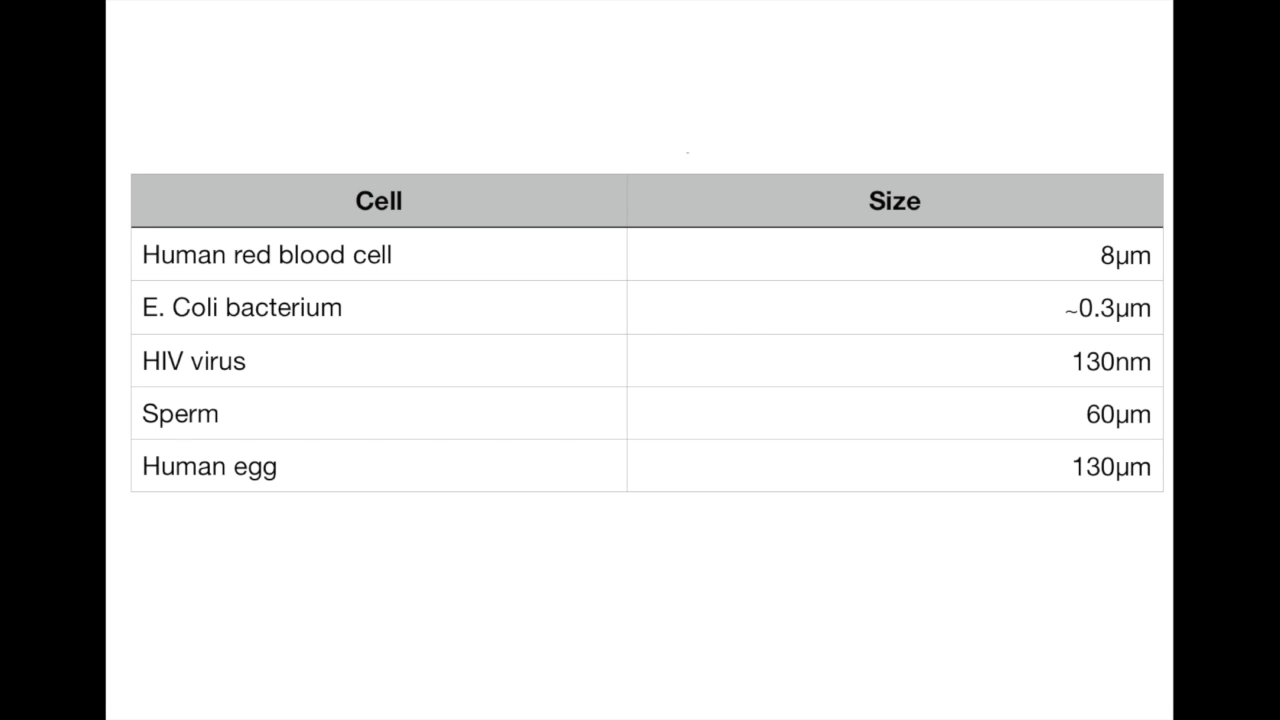 Cell Size
Human red blood cell 8µm
E. Coli bacterium ~0.3µm
HIV virus 130nm
Sperm 60µm
Human egg 130µm